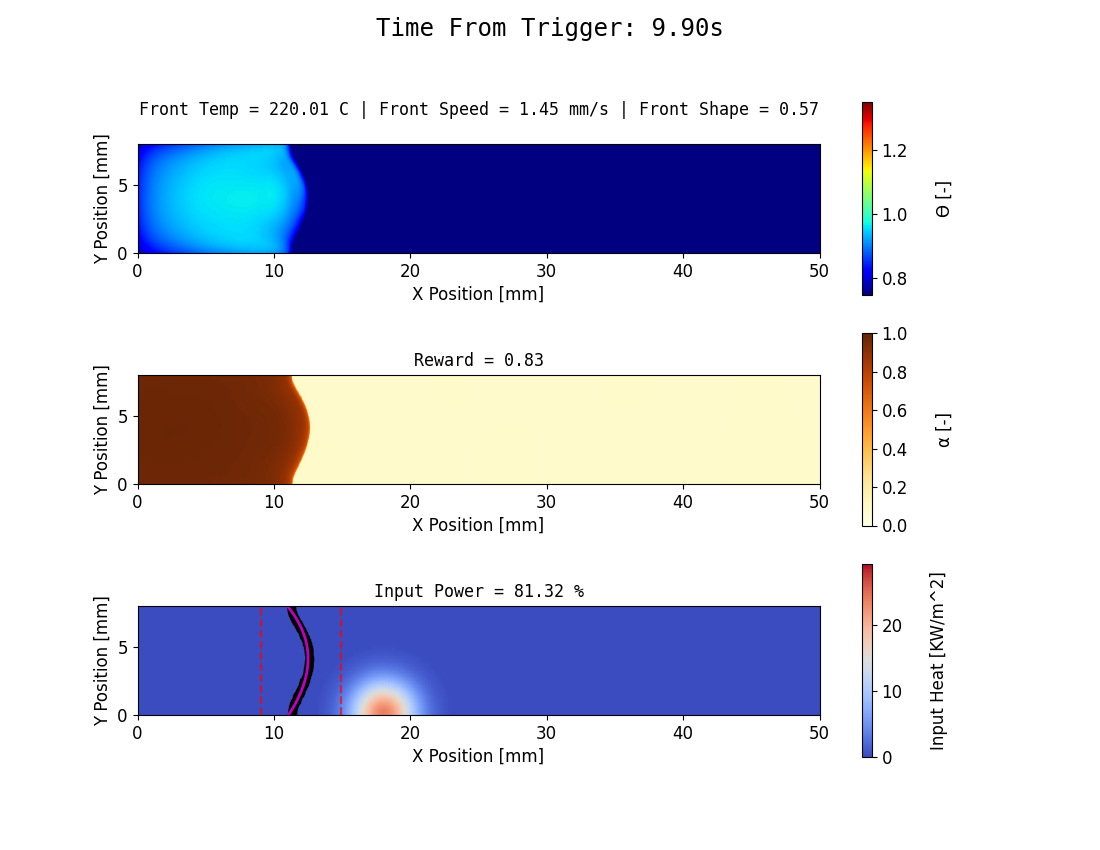 Time From Trigger: 9.90s
Front Temp = 220.01 C | Front Speed = 1.45 mm/s | Front Shape = 0.57
Y Position [mm]
5
0
0 10 20 30 40 50
X Position [mm]
1.2
1.0
0.8
Θ [-]
Reward = 0.83
Y Position [mm]
5
0
0 10 20 30 40 50
X Position [mm]
1.0
0.8
0.6
0.4
0.2
0.0
α [-]
Input Power = 81.32 %
Y Position [mm]
5
0
0 10 20 30 40 50
X Position [mm]
20
10
0
Input Heat [KW/m^2]